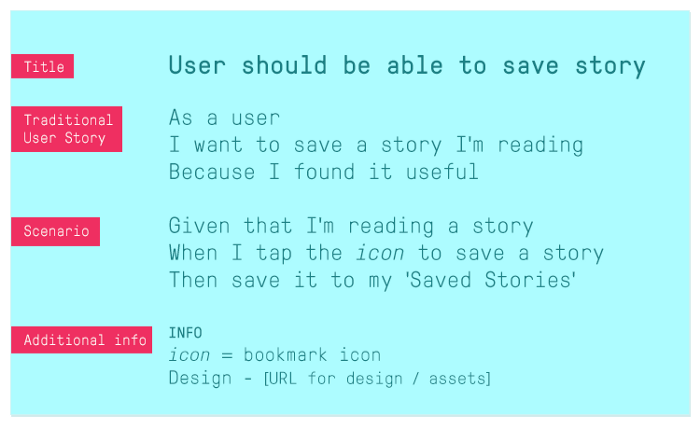 Title
User should be able to save story
Traditional
User Story
As a user
I want to save a story I'm reading
Because I found it useful
Scenario
Given that I'm reading a story
When I tap the icon to save a story
Then save it to my 'Saved Stories'
Additional info
INFO
icon = bookmark icon
Design - [URL for design / assets]